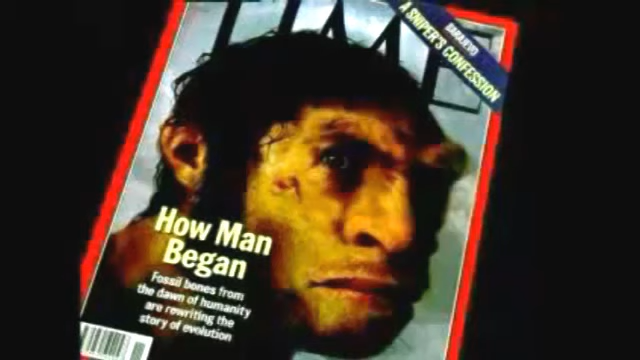 TIME
SARAJEVO
A SNIPER'S CONFESSION
How Man
Began
Fossil bones from
the dawn of humanity
are rewriting the
story of evolution